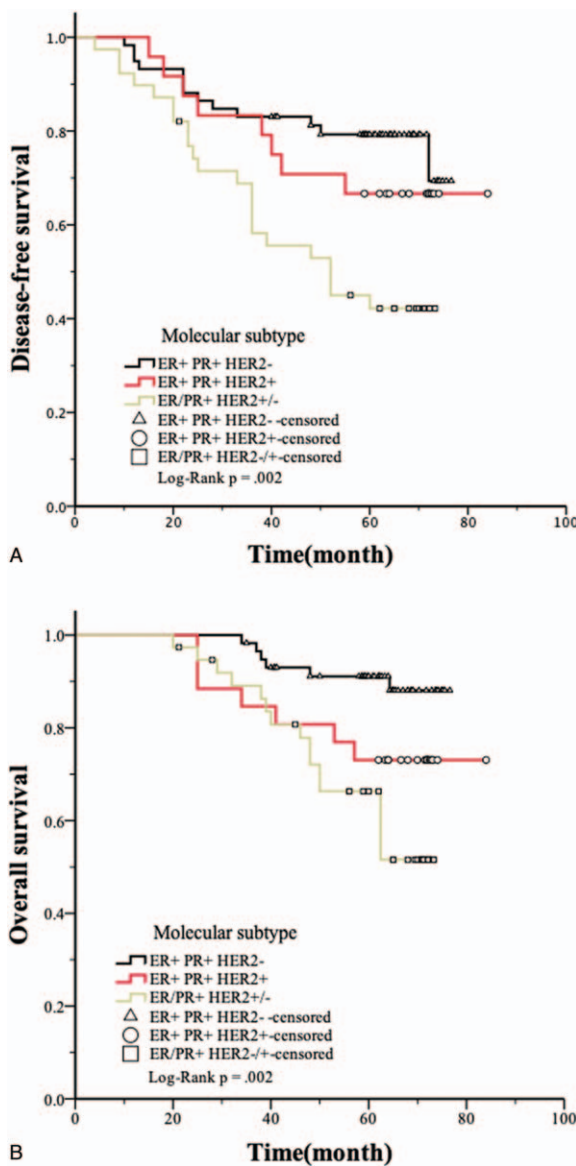 1.0
0.8
0.6
0.4
0.2
0.0
Disease-free survival
Molecular subtype
ER+ PR+ HER2-
ER+ PR+ HER2+
ER/PR+ HER2+/-
ER+ PR+ HER2- -censored
ER+ PR+ HER2+-censored
ER/PR+ HER2-/+-censored
Log-Rank p = .002
0 20 40 60 80 100
Time(month)
A
1.0
0.8
0.6
0.4
0.2
0.0
Overall survival
Molecular subtype
ER+ PR+ HER2-
ER+ PR+ HER2+
ER/PR+ HER2+/-
ER+ PR+ HER2- -censored
ER+ PR+ HER2+-censored
ER/PR+ HER2-/+-censored
Log-Rank p = .002
0 20 40 60 80 100
Time(month)
B